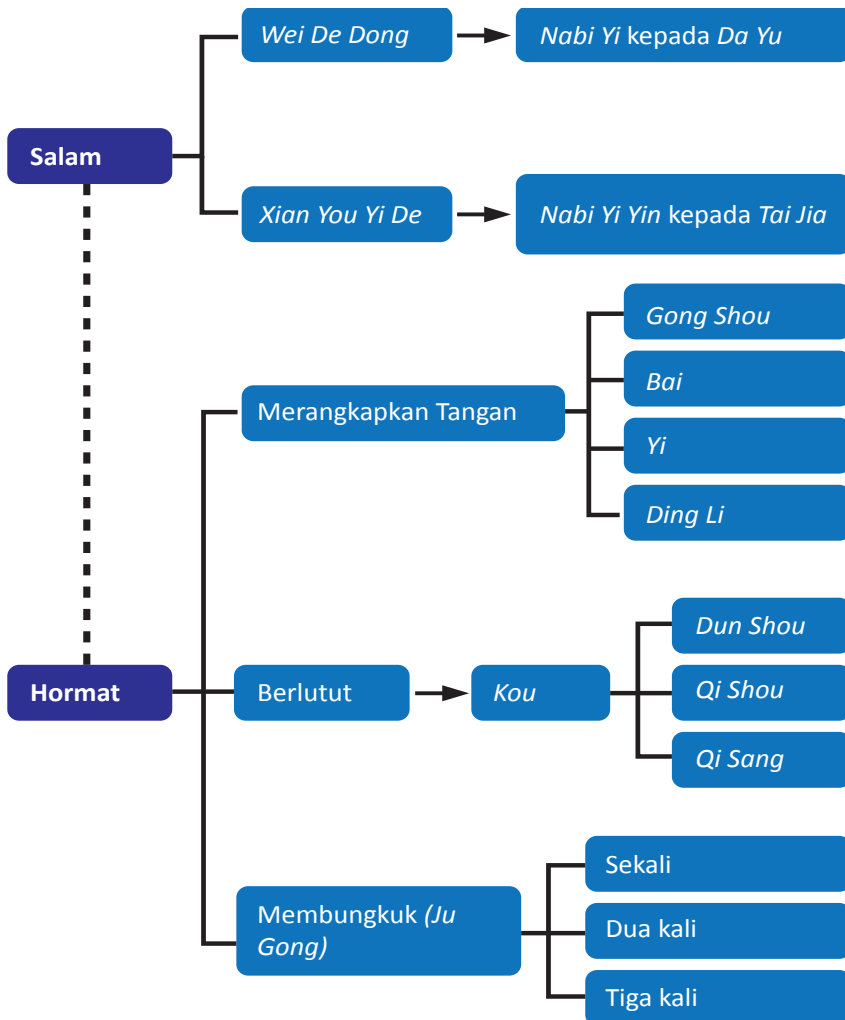 Wei De Dong
Nabi Yi kepada Da Yu
Salam
Xian You Yi De
Nabi Yi Yin kepada Tai Jia
Gong Shou
Bai
Merangkapkan Tangan
Yi
Ding Li
Dun Shou
Hormat
Berlutut
Kou
Qi Shou
Qi Sang
Sekali
Membungkuk (Ju
Gong)
Dua kali
Tiga kali